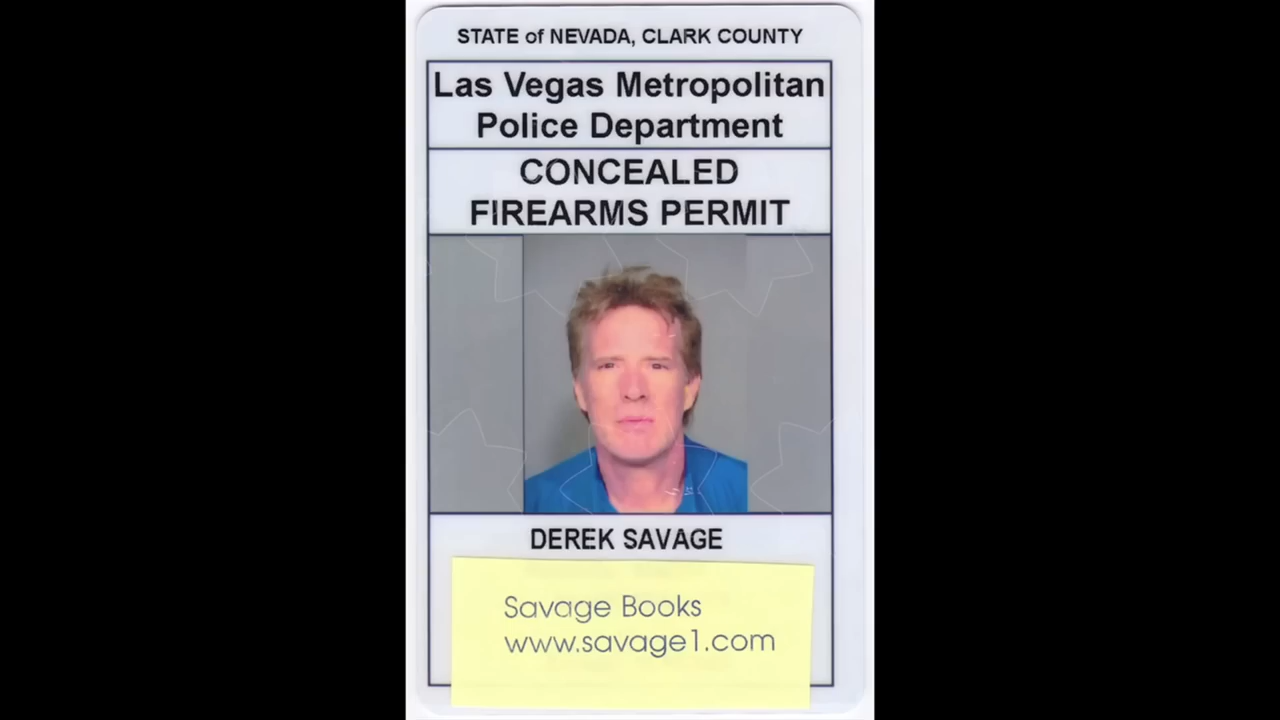 STATE of NEVADA, CLARK COUNTY
Las Vegas Metropolitan
Police Department
CONCEALED
FIREARMS PERMIT
DEREK SAVAGE
Savage Books
www.savage1.com